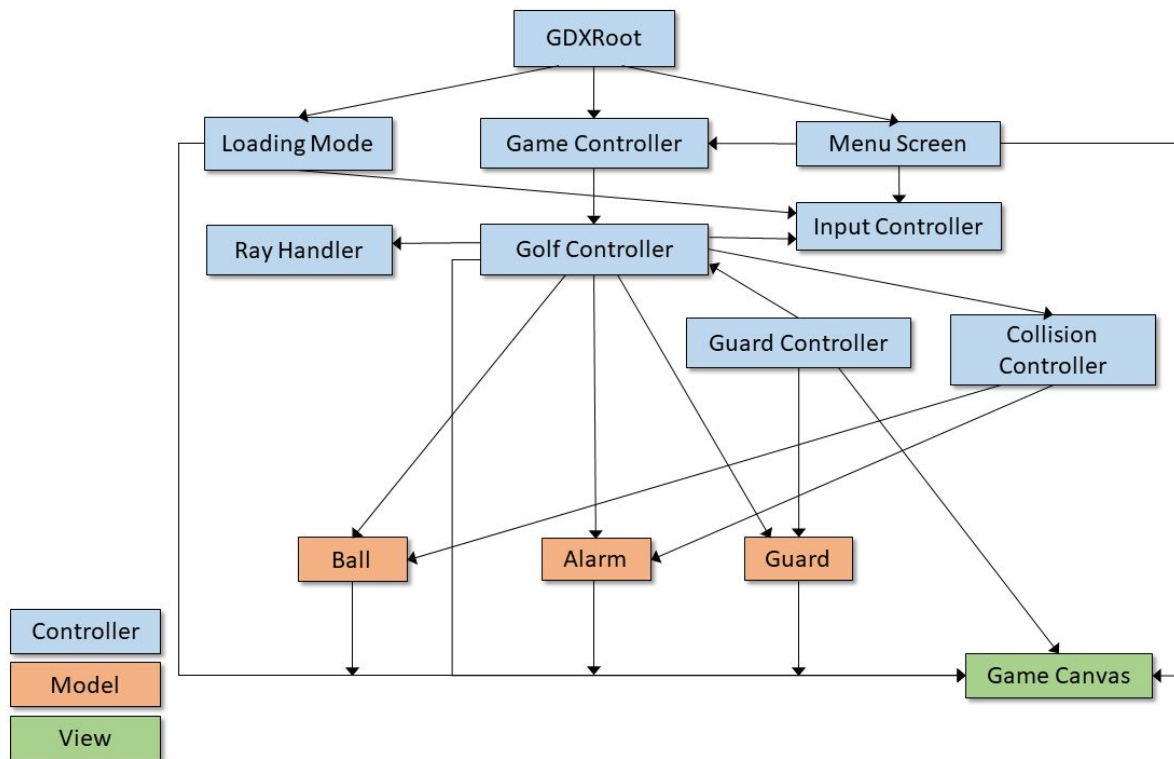 GDXRoot
Loading Mode
Game Controller
Menu Screen
Ray Handler
Golf Controller
Input Controller
Guard Controller
Collision
Controller
Ball
Alarm
Guard
Controller
Model
View
Game Canvas